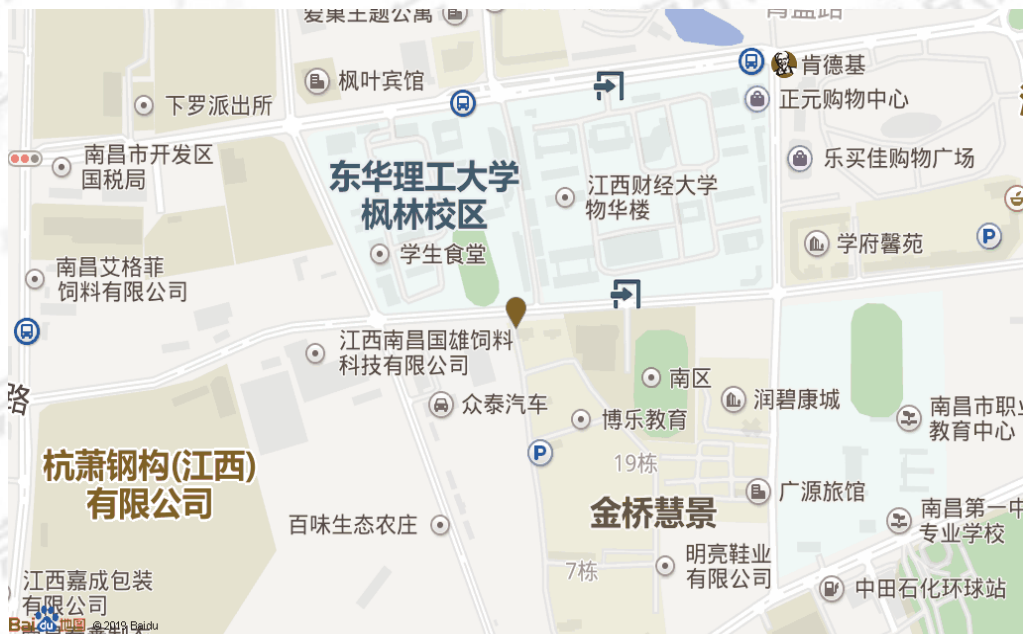 爱巢主题公寓
肯德基
枫叶宾馆
正元购物中心
下罗派出所
南昌市开发区
国税局
乐买佳购物广场
东华理工大学
枫林校区
江西财经大学
物华楼
学府馨苑
P
学生食堂
南昌艾格菲
饲料有限公司
江西南昌国雄饲料
科技有限公司
路
南区
众泰汽车
润碧康城
博乐教育
南昌市职业
教育中心
P
19栋
杭萧钢构(江西)
有限公司
广源旅馆
金桥慧景
南昌第一中
专业学校
百味生态农庄
明亮鞋业
有限公司
7栋
江西嘉成包装
有限公司
中田石化环球站
Bai du 地图 © 2019 Baidu